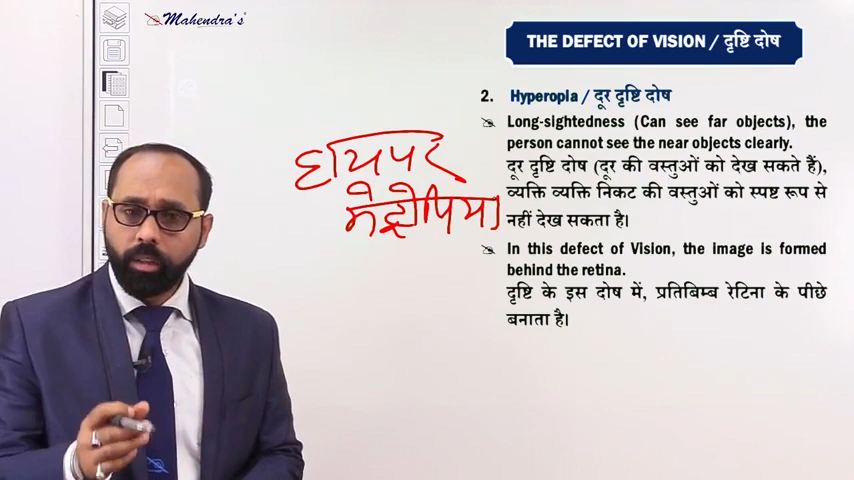 Mahendra's
THE DEFECT OF VISION / दृष्टि दोष
2. Hyperopia / दूर दृष्टि दोष
Long-sightedness (Can see far objects), the
person cannot see the near objects clearly.
दूर दृष्टि दोष (दूर की वस्तुओं को देख सकते हैं),
व्यक्ति व्यक्ति निकट की वस्तुओं को स्पष्ट रूप से
नहीं देख सकता है।
In this defect of Vision, the image is formed
behind the retina.
दृष्टि के इस दोष में, प्रतिबिम्ब रेटिना के पीछे
बनाता है।
हायपर
मेट्रोपिया